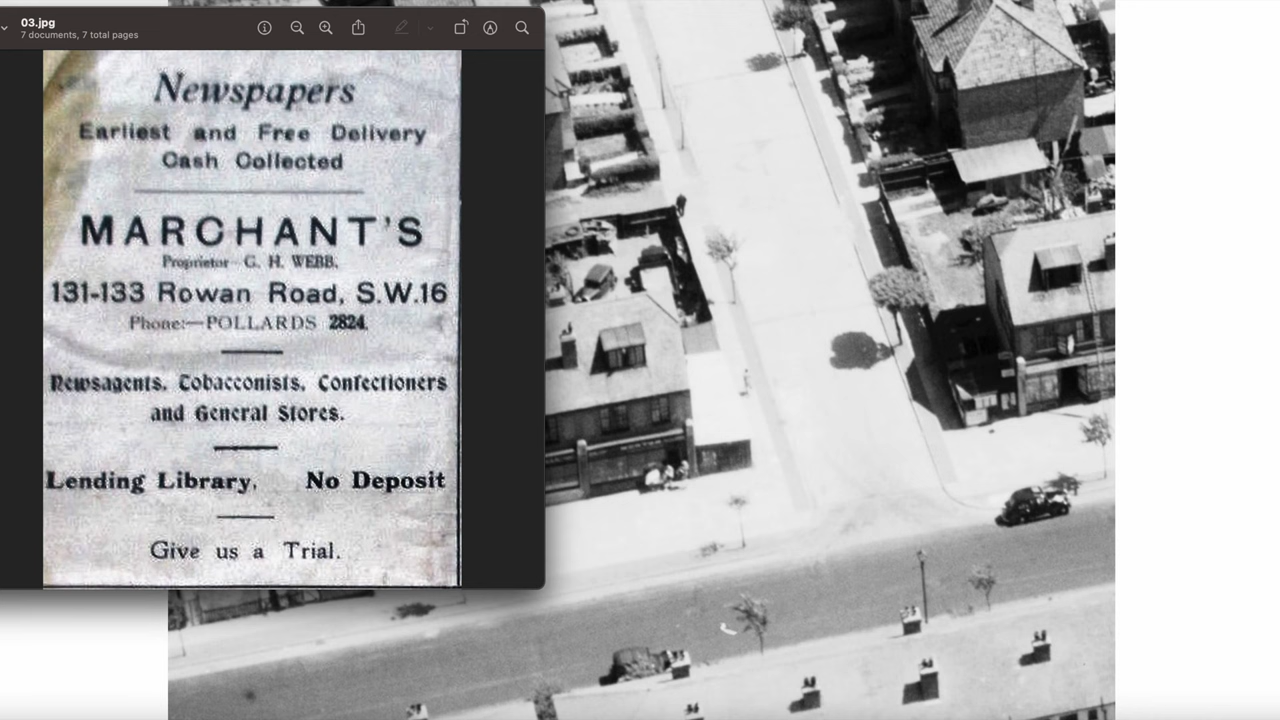 03.jpg
7 documents, 7 total pages
Newspapers
Earliest and Free Delivery
Cash Collected
MARCHANT'S
Proprietor—G. H. WEBB.
131-133 Rowan Road, S.W.16
Phone:—POLLARDS 2824.
Newsagents, Tobacconists, Confectioners
and General Stores.
Lending Library. No Deposit
Give us a Trial.